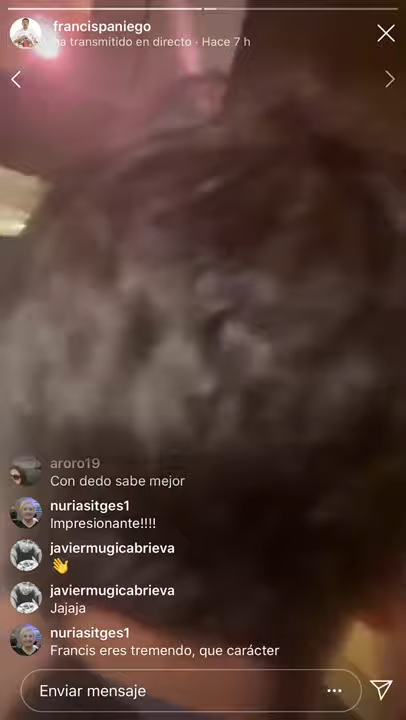 francispaniego
ha transmitido en directo · Hace 7 h
aroro19
Con dedo sabe mejor
nuriasitges1
Impresionante!!!!
javiermugicabrieva
👋
javiermugicabrieva
Jajaja
nuriasitges1
Francis eres tremendo, que carácter
Enviar mensaje